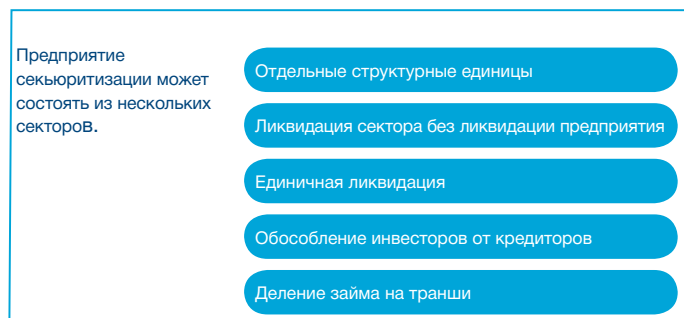 Предприятие
секьюритизации может
состоять из нескольких
секторов.
Отдельные структурные единицы
Ликвидация сектора без ликвидации предприятия
Единичная ликвидация
Обособление инвесторов от кредиторов
Деление займа на транши